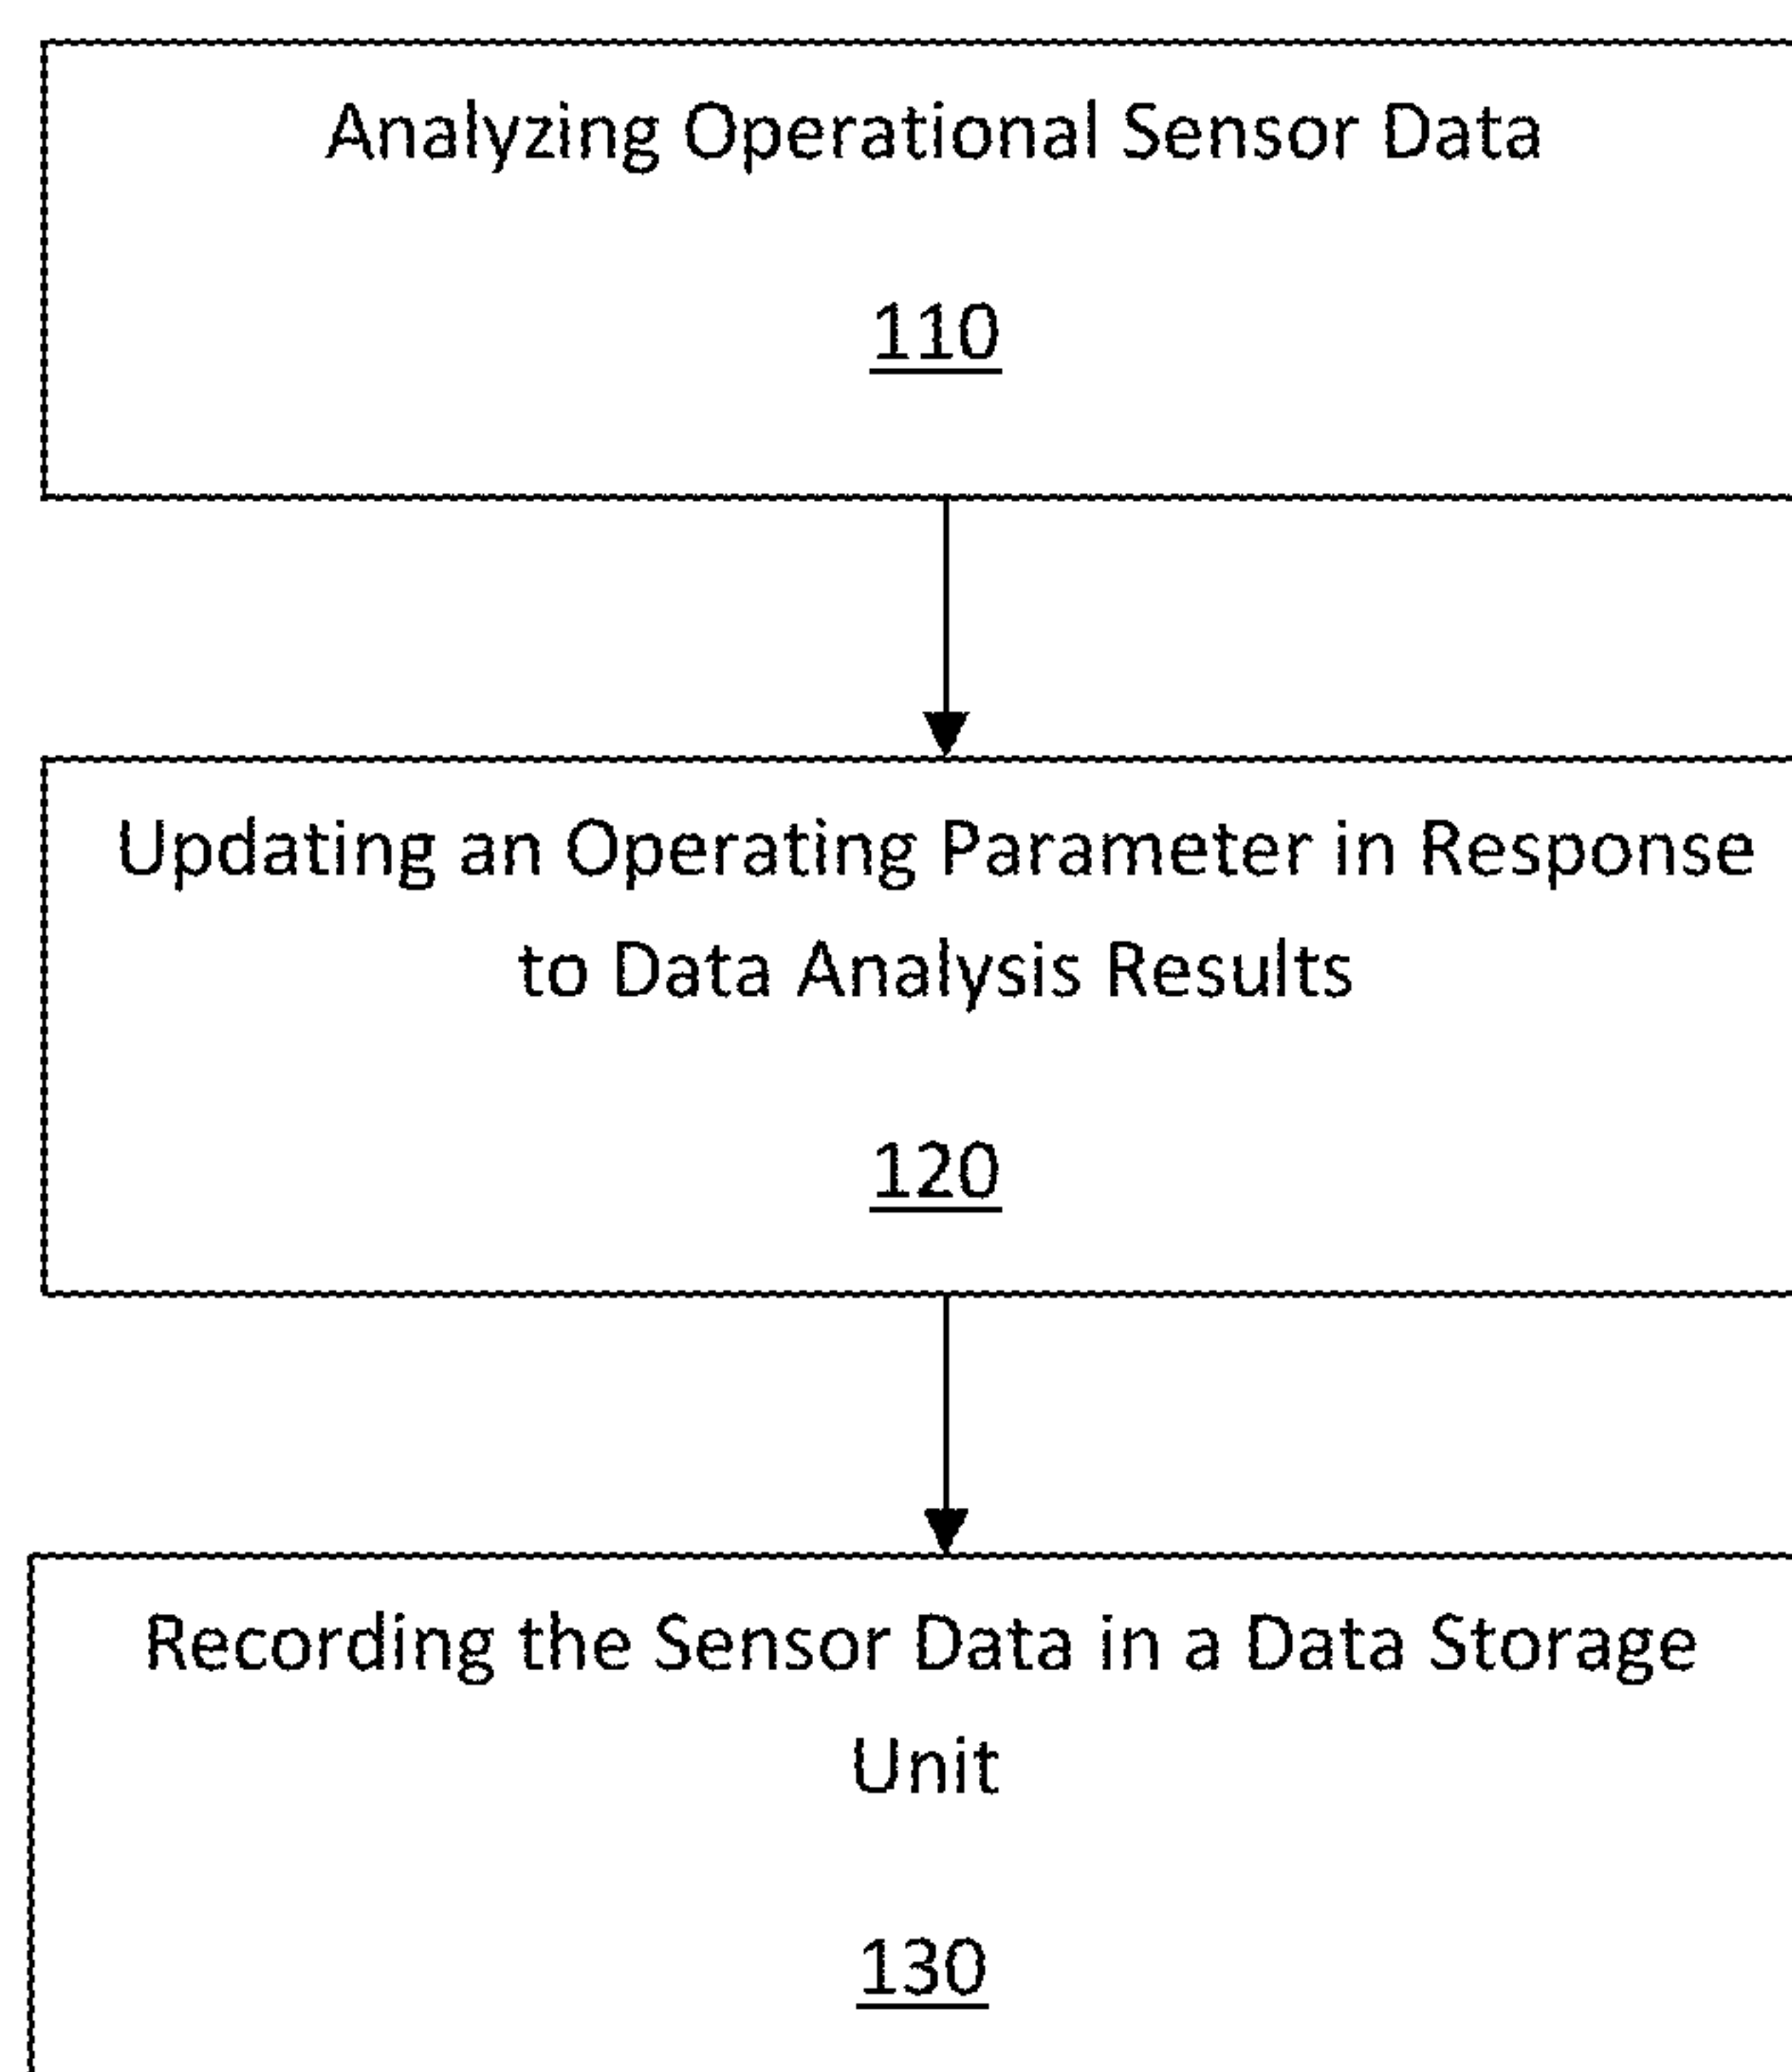 Analyzing Operational Sensor Data
110
Updating an Operating Parameter in Response
to Data Analysis Results
120
Recording the Sensor Data in a Data Storage
Unit
130